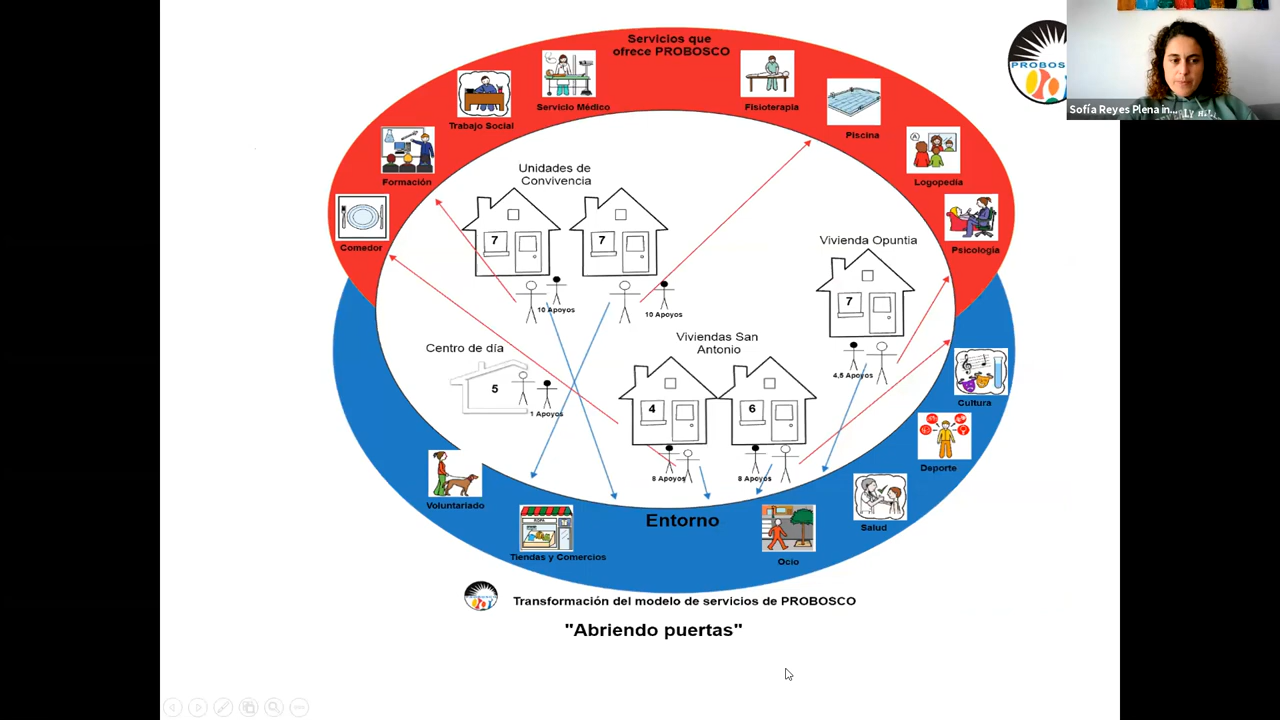 Servicios que
ofrece PROBOSCO
Servicio Médico
Fisioterapia
Trabajo Social
Piscina
Formación
Logopedia
Comedor
Psicología
PROBOSC
Sofía Reyes Plena in...
Unidades de
Convivencia
7
7
10 Apoyos
10 Apoyos
Vivienda Opuntia
7
4,5 Apoyos
Centro de día
5
1 Apoyos
Viviendas San
Antonio
4
6
8 Apoyos
8 Apoyos
Cultura
Deporte
Salud
Voluntariado
ROPA
Tiendas y Comercios
Entorno
Ocio
PROBOSCO
Transformación del modelo de servicios de PROBOSCO
"Abriendo puertas"